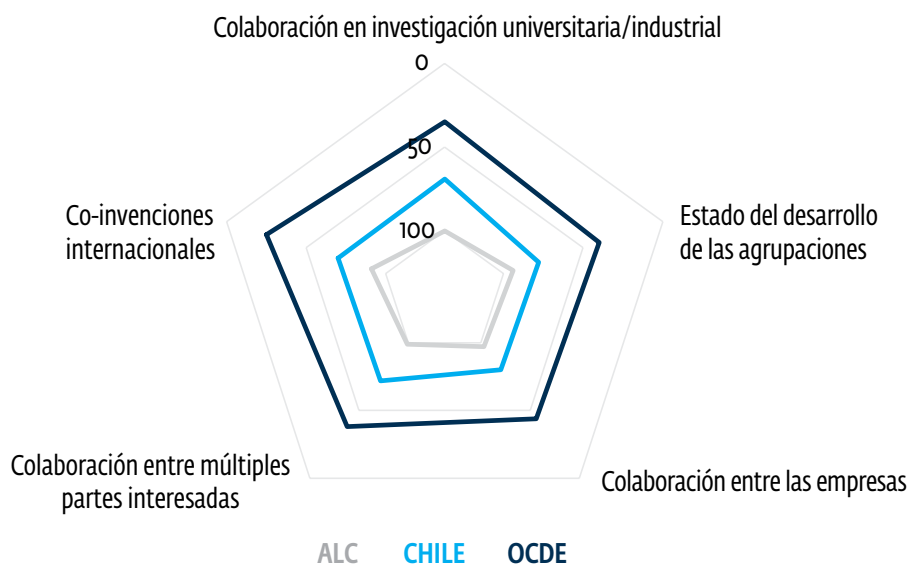 Colaboración en investigación universitaria/industrial
0
50
100
Co-invenciones
internacionales
Estado del desarrollo
de las agrupaciones
Colaboración entre múltiples
partes interesadas
Colaboración entre las empresas
ALC CHILE OCDE